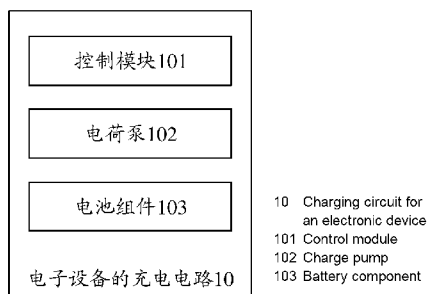 控制模块101
电荷泵102
电池组件103
电子设备的充电电路10
10 Charging circuit for
an electronic device
101 Control module
102 Charge pump
103 Battery component